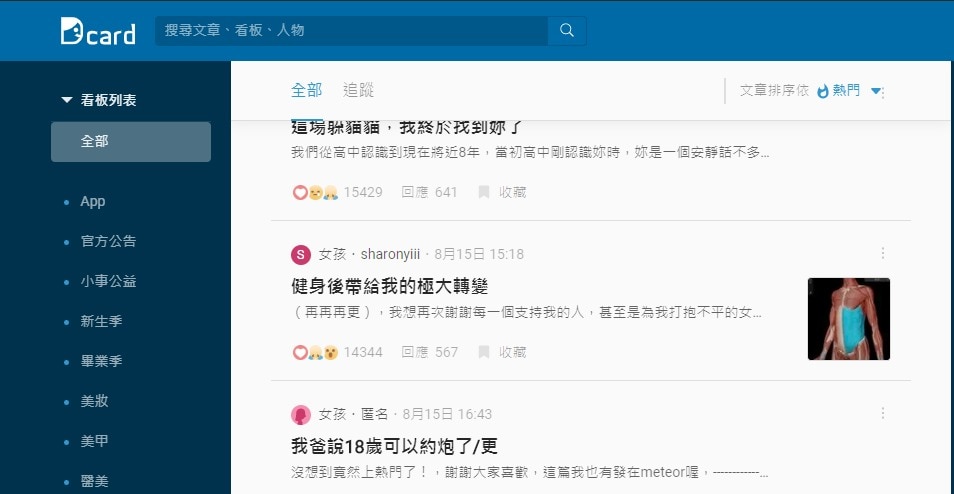 Dcard
搜尋文章、看板、人物
看板列表
全部
App
官方公告
小事公益
新生季
畢業季
美妝
美甲
醫美
全部 追蹤
文章排序依 熱門
這場躲貓貓，我終於找到妳了
我們從高中認識到現在將近8年，當初高中剛認識妳時，妳是一個安靜話不多...
15429 回應 641 收藏
S 女孩・sharonyiii・8月15日 15:18
健身後帶給我的極大轉變
（再再再更），我想再次謝謝每一個支持我的人，甚至是為我打抱不平的女...
14344 回應 567 收藏
女孩・匿名・8月15日 16:43
我爸說18歲可以約炮了/更
沒想到竟然上熱門了！，謝謝大家喜歡，這篇我也有發在meteor喔，------------...